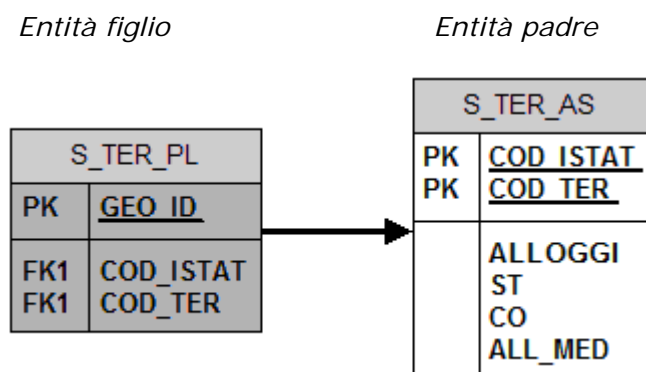 Entità figlio
Entità padre
S_TER_PL
PK GEO_ID
FK1 COD_ISTAT
FK1 COD_TER
S_TER_AS
PK COD_ISTAT
PK COD_TER
ALLOGGI
ST
CO
ALL_MED